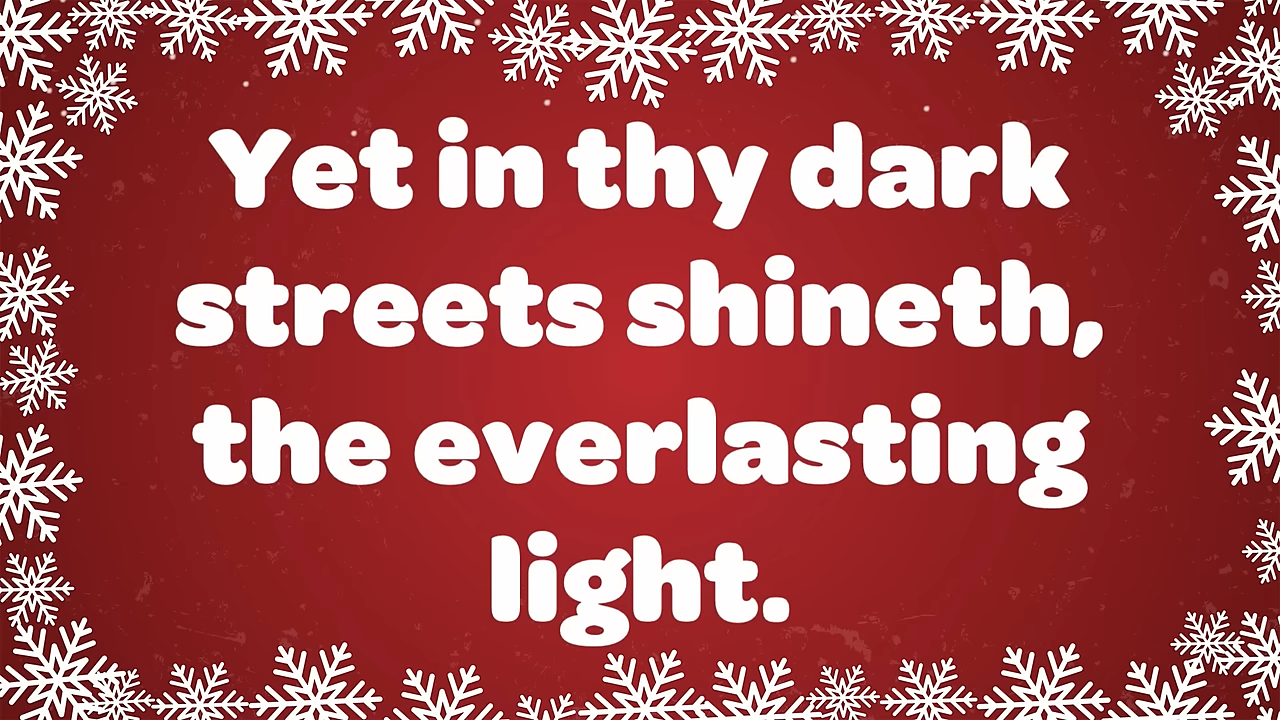 Yet in thy dark
streets shineth,
the everlasting
light.